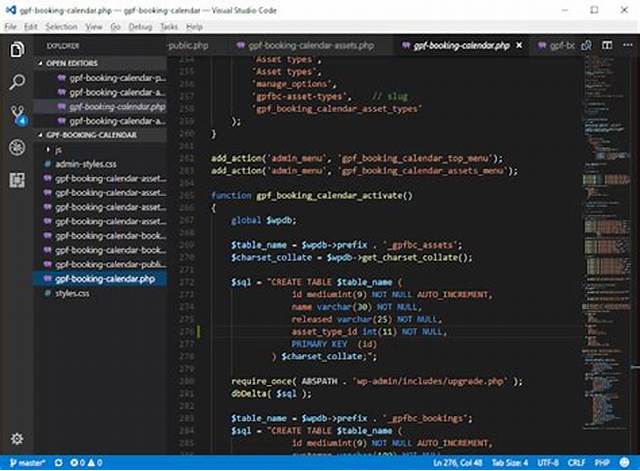 gpf-booking-calendar.php — gpf-booking-calendar — Visual Studio Code
File Edit Selection View Go Debug Tasks Help
EXPLORER
-public.php gpf-booking-calendar-assets.php gpf-booking-calendar.php × gpf-bc
OPEN EDITORS
gpf-booking-calendar-p...
gpf-booking-calendar-a...
gpf-booking-calendar.php
gpf-booking-calendar-a...
GPF-BOOKING-CALENDAR
js
admin-styles.css
gpf-booking-calendar-asset...
gpf-booking-calendar-asset...
gpf-booking-calendar-asset...
gpf-booking-calendar-asset...
gpf-booking-calendar-book...
gpf-booking-calendar-book...
gpf-booking-calendar-publi...
gpf-booking-calendar.php
styles.css
4
254 'Asset types',
255 'Asset types',
256 'manage_options',
257 'gpfbc-asset-types', // slug
258 'gpf_booking_calendar_asset_types'
259 );
260 }
261
262 add_action('admin_menu', 'gpf_booking_calendar_top_menu');
263 add_action('admin_menu', 'gpf_booking_calendar_assets_menu');
264
265 function gpf_booking_calendar_activate()
266 {
267 global $wpdb;
268
269 $table_name = $wpdb->prefix . '_gpfbc_assets';
270 $charset_collate = $wpdb->get_charset_collate();
271
272 $sql = "CREATE TABLE $table_name (
273 id mediumint(9) NOT NULL AUTO_INCREMENT,
274 name varchar(30) NOT NULL,
275 released varchar(25) NOT NULL,
276 asset_type_id int(11) NOT NULL,
277 PRIMARY KEY (id)
278 ) $charset_collate;";
279
280 require_once( ABSPATH . 'wp-admin/includes/upgrade.php' );
281 dbDelta( $sql );
282
283 $table_name = $wpdb->prefix . '_gpfbc_bookings';
284 $sql = "CREATE TABLE $table_name (
285 id mediumint(9) NOT NULL AUTO_INCREMENT,
master* 0 0 Ln 276, Col 48 Tab Size: 4 UTF-8 CRLF PHP